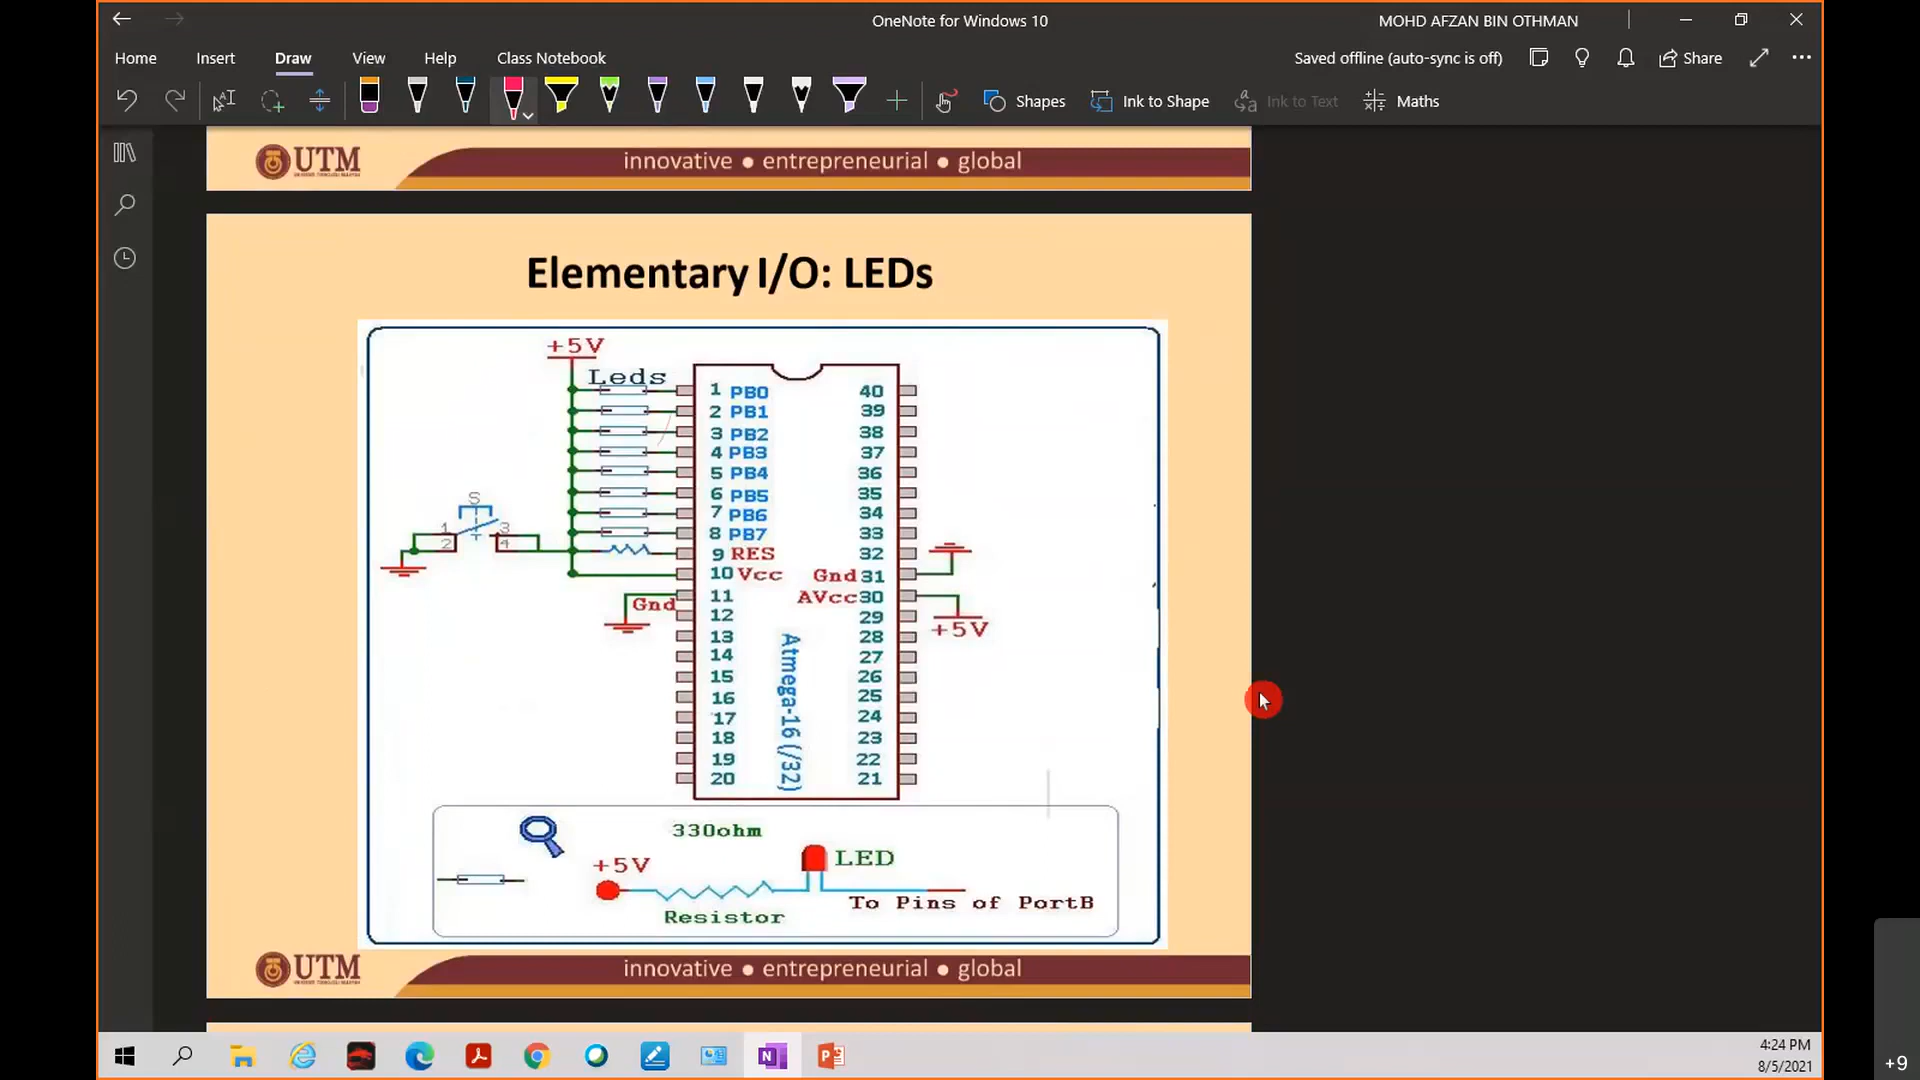 OneNote for Windows 10
MOHD AFZAN BIN OTHMAN
Home Insert Draw View Help Class Notebook
Saved offline (auto-sync is off)
Share
Shapes
Ink to Shape
Ink to Text
Maths
UTM
innovative ● entrepreneurial ● global
Elementary I/O: LEDs
+5V
Leds
1 PB0 40
2 PB1 39
3 PB2 38
4 PB3 37
5 PB4 36
6 PB5 35
7 PB6 34
8 PB7 33
9 RES 32
10 Vcc Gnd 31
11 AVcc 30
Gnd
12 29
13 28
14 27
15 26
16 25
17 24
18 23
19 22
20 21
+5V
S
1 3
2 4
Atmega-16 (/32)
330ohm
+5V
LED
Resistor
To Pins of PortB
UTM
innovative ● entrepreneurial ● global
4:24 PM
8/5/2021
+9